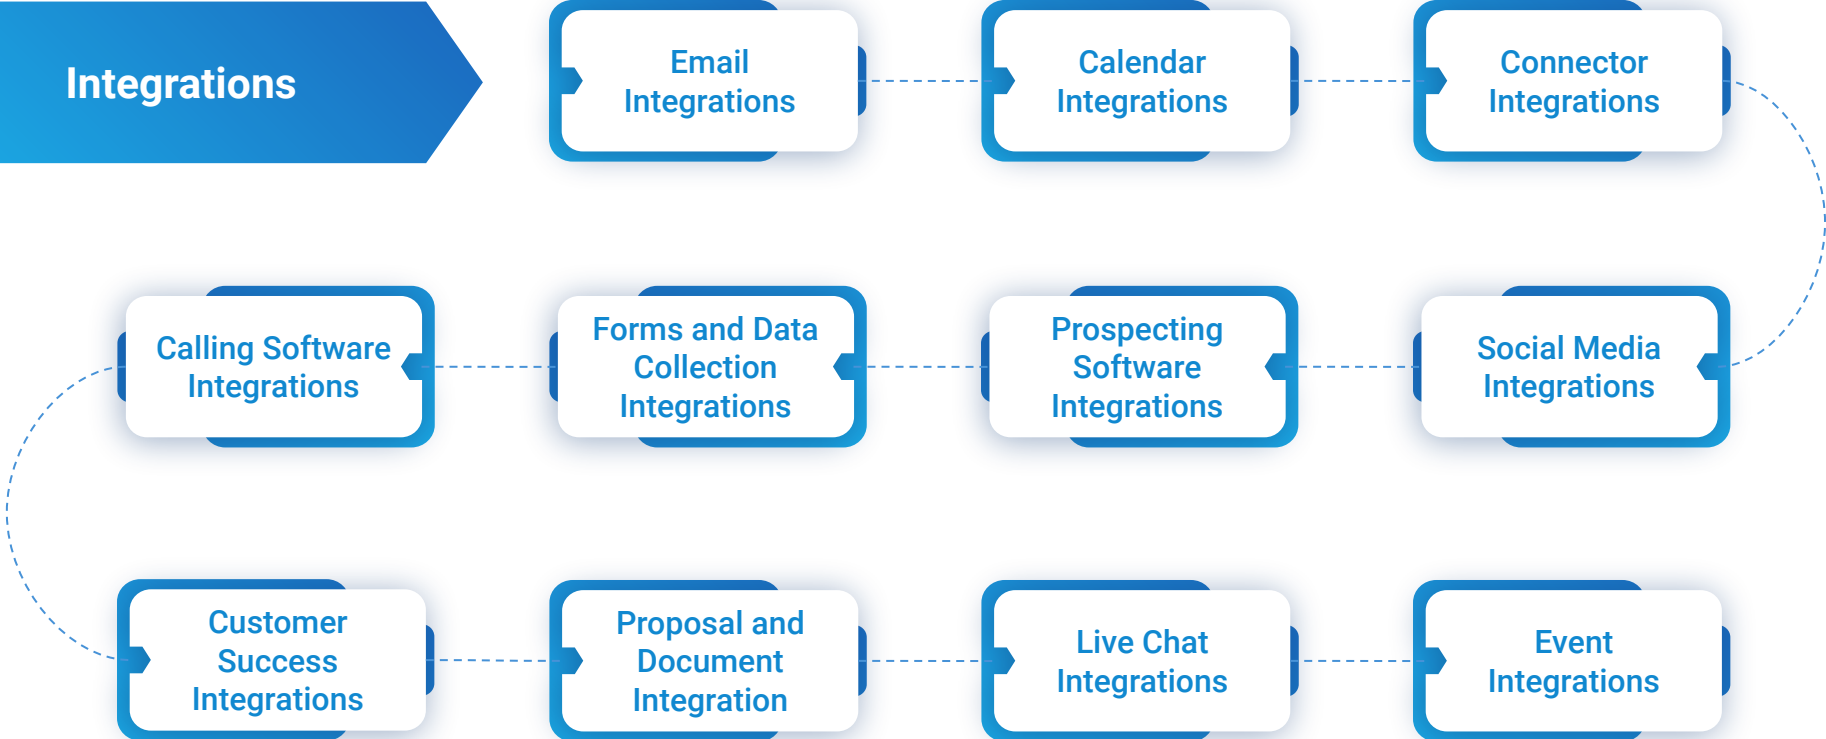 Integrations
Email
Integrations
Calendar
Integrations
Connector
Integrations
Social Media
Integrations
Prospecting
Software
Integrations
Forms and Data
Collection
Integrations
Calling Software
Integrations
Customer
Success
Integrations
Proposal and
Document
Integration
Live Chat
Integrations
Event
Integrations